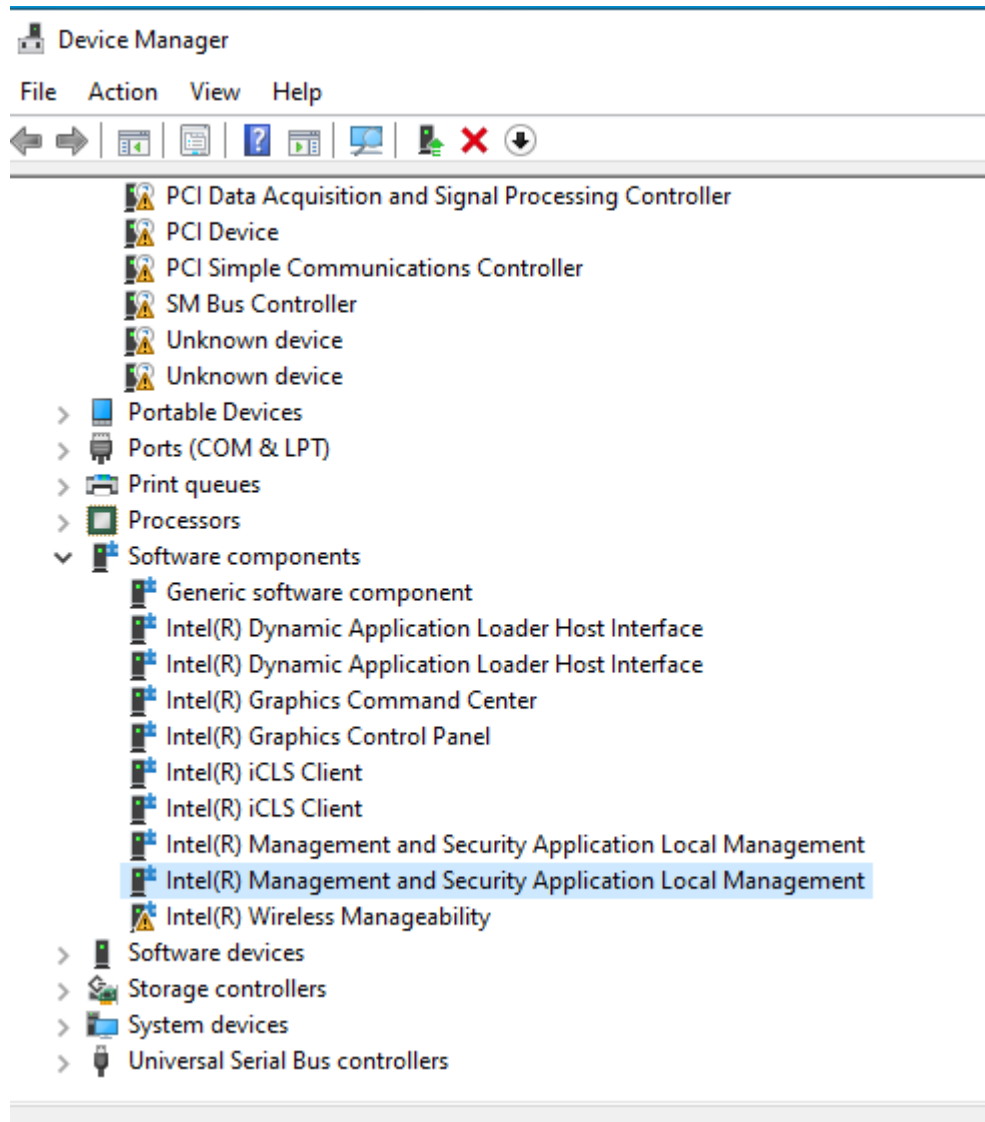 Device Manager
File Action View Help
PCI Data Acquisition and Signal Processing Controller
PCI Device
PCI Simple Communications Controller
SM Bus Controller
Unknown device
Unknown device
Portable Devices
Ports (COM & LPT)
Print queues
Processors
Software components
Generic software component
Intel(R) Dynamic Application Loader Host Interface
Intel(R) Dynamic Application Loader Host Interface
Intel(R) Graphics Command Center
Intel(R) Graphics Control Panel
Intel(R) iCLS Client
Intel(R) iCLS Client
Intel(R) Management and Security Application Local Management
Intel(R) Management and Security Application Local Management
Intel(R) Wireless Manageability
Software devices
Storage controllers
System devices
Universal Serial Bus controllers